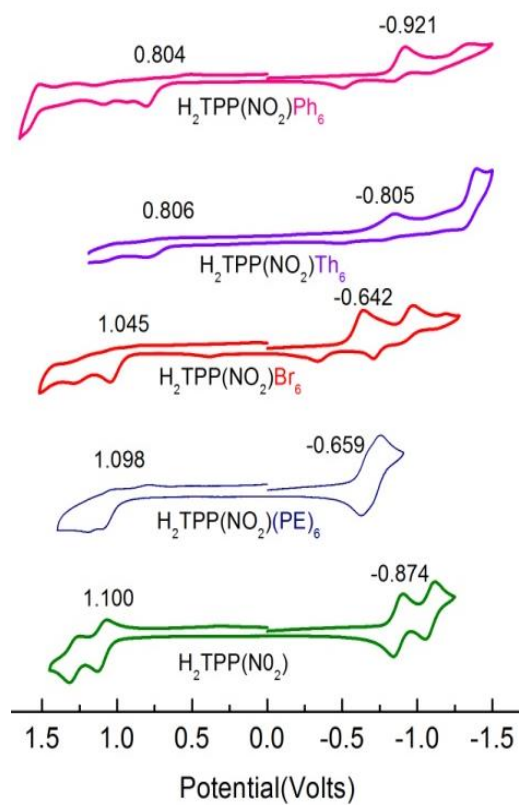 0.804 -0.921
H₂TPP(NO₂)Ph₆
0.806 -0.805
H₂TPP(NO₂)Th₆
1.045 -0.642
H₂TPP(NO₂)Br₆
1.098 -0.659
H₂TPP(NO₂)(PE)₆
1.100 -0.874
H₂TPP(N0₂)
1.5 1.0 0.5 0.0 -0.5 -1.0 -1.5
Potential(Volts)